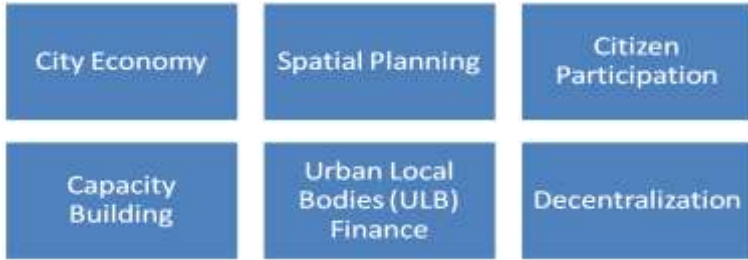 City Economy
Spatial Planning
Citizen
Participation
Capacity
Building
Urban Local
Bodies (ULB)
Finance
Decentralization